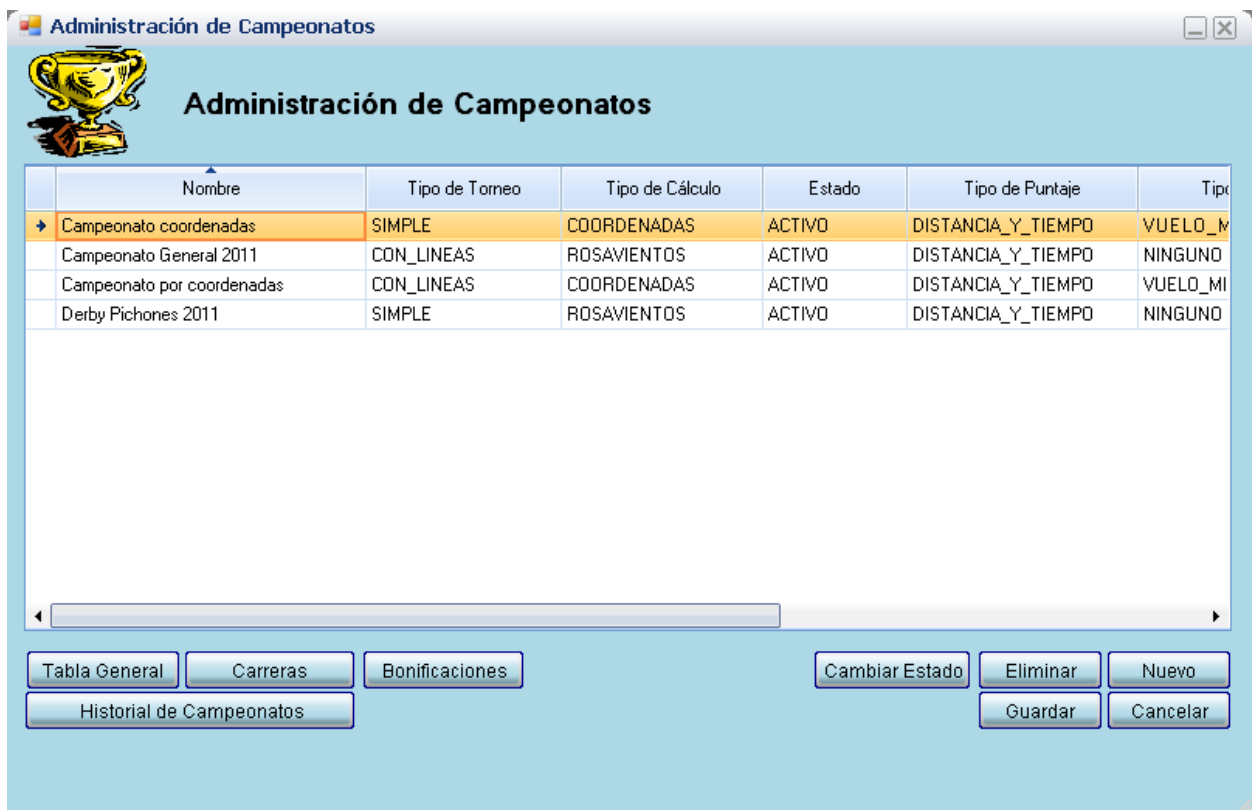 Administración de Campeonatos
Administración de Campeonatos
Nombre Tipo de Torneo Tipo de Cálculo Estado Tipo de Puntaje Tipo
Campeonato coordenadas SIMPLE COORDENADAS ACTIVO DISTANCIA_Y_TIEMPO VUELO_M
Campeonato General 2011 CON_LINEAS ROSAVIENTOS ACTIVO DISTANCIA_Y_TIEMPO NINGUNO
Campeonato por coordenadas CON_LINEAS COORDENADAS ACTIVO DISTANCIA_Y_TIEMPO VUELO_MI
Derby Pichones 2011 SIMPLE ROSAVIENTOS ACTIVO DISTANCIA_Y_TIEMPO NINGUNO
Tabla General Carreras Bonificaciones Cambiar Estado Eliminar Nuevo
Historial de Campeonatos Guardar Cancelar